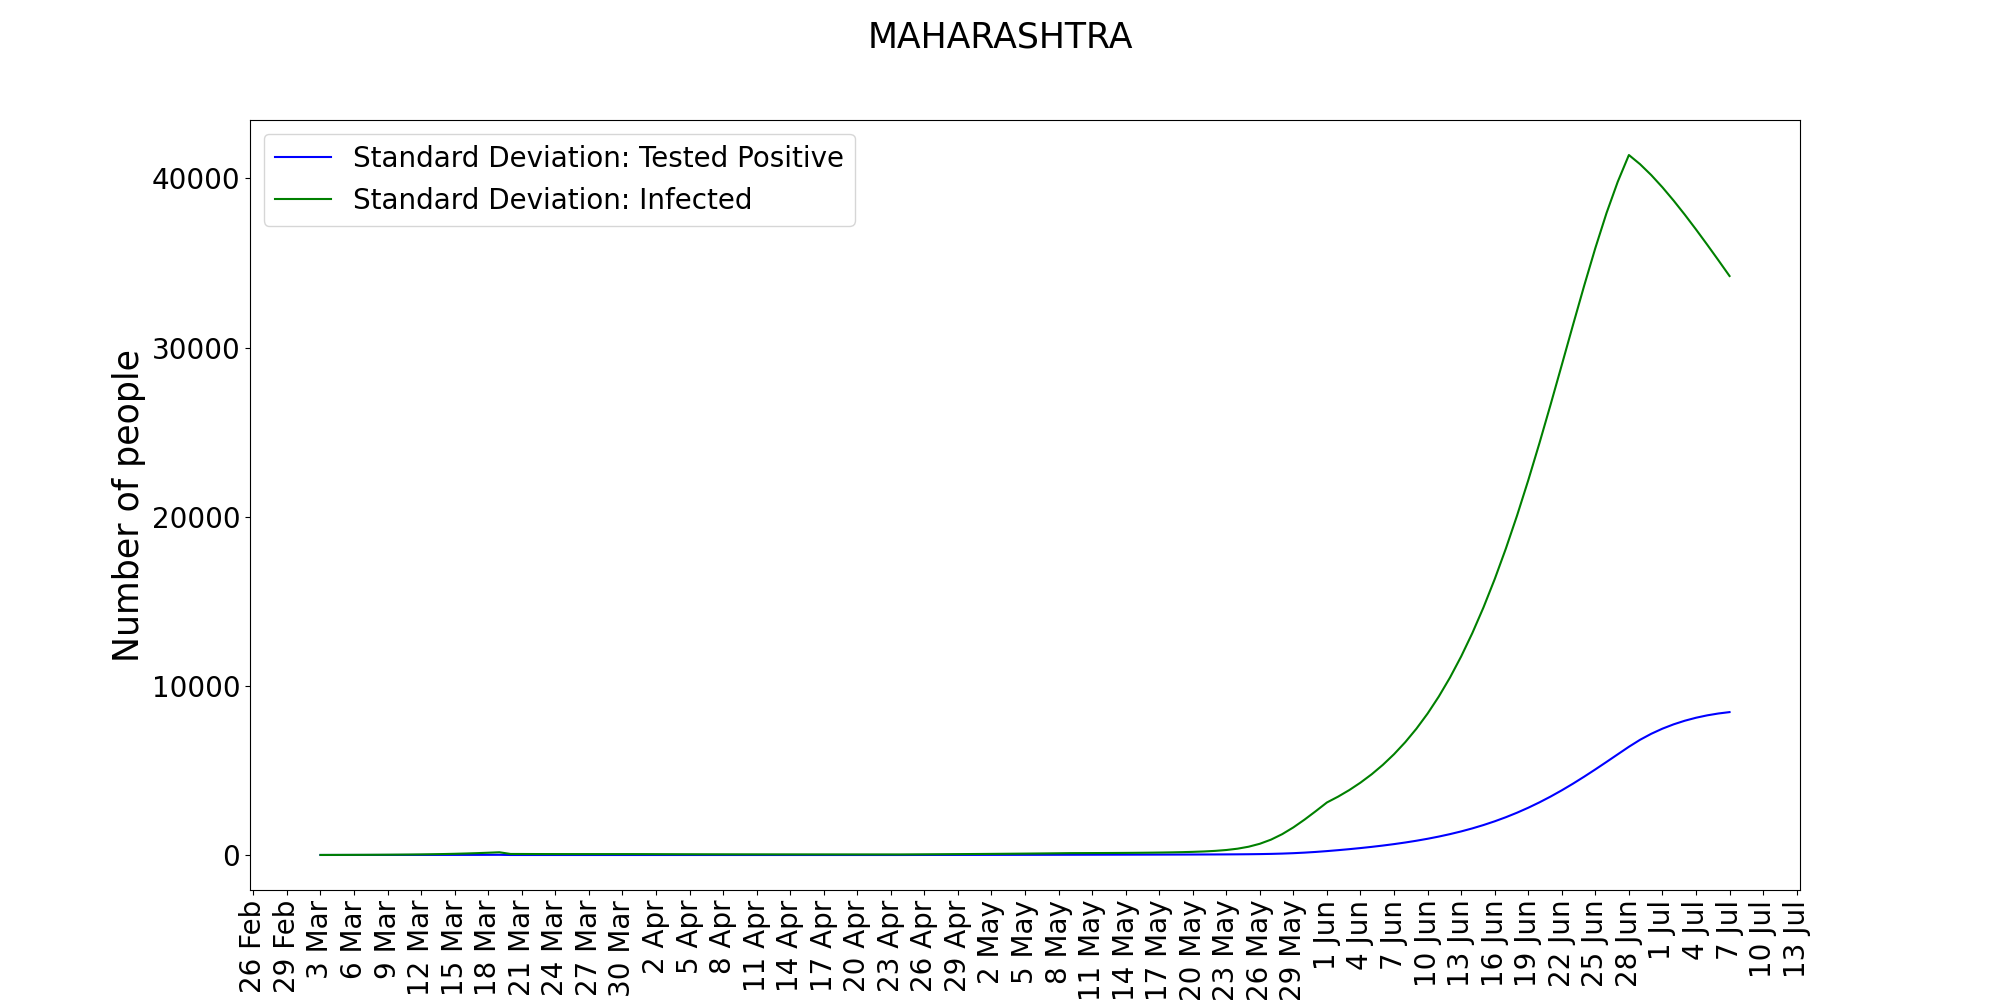 MAHARASHTRA
Standard Deviation: Tested Positive
Standard Deviation: Infected
Number of people
40000
30000
20000
10000
0
26 Feb
29 Feb
3 Mar
6 Mar
9 Mar
12 Mar
15 Mar
18 Mar
21 Mar
24 Mar
27 Mar
30 Mar
2 Apr
5 Apr
8 Apr
11 Apr
14 Apr
17 Apr
20 Apr
23 Apr
26 Apr
29 Apr
2 May
5 May
8 May
11 May
14 May
17 May
20 May
23 May
26 May
29 May
1 Jun
4 Jun
7 Jun
10 Jun
13 Jun
16 Jun
19 Jun
22 Jun
25 Jun
28 Jun
1 Jul
4 Jul
7 Jul
10 Jul
13 Jul